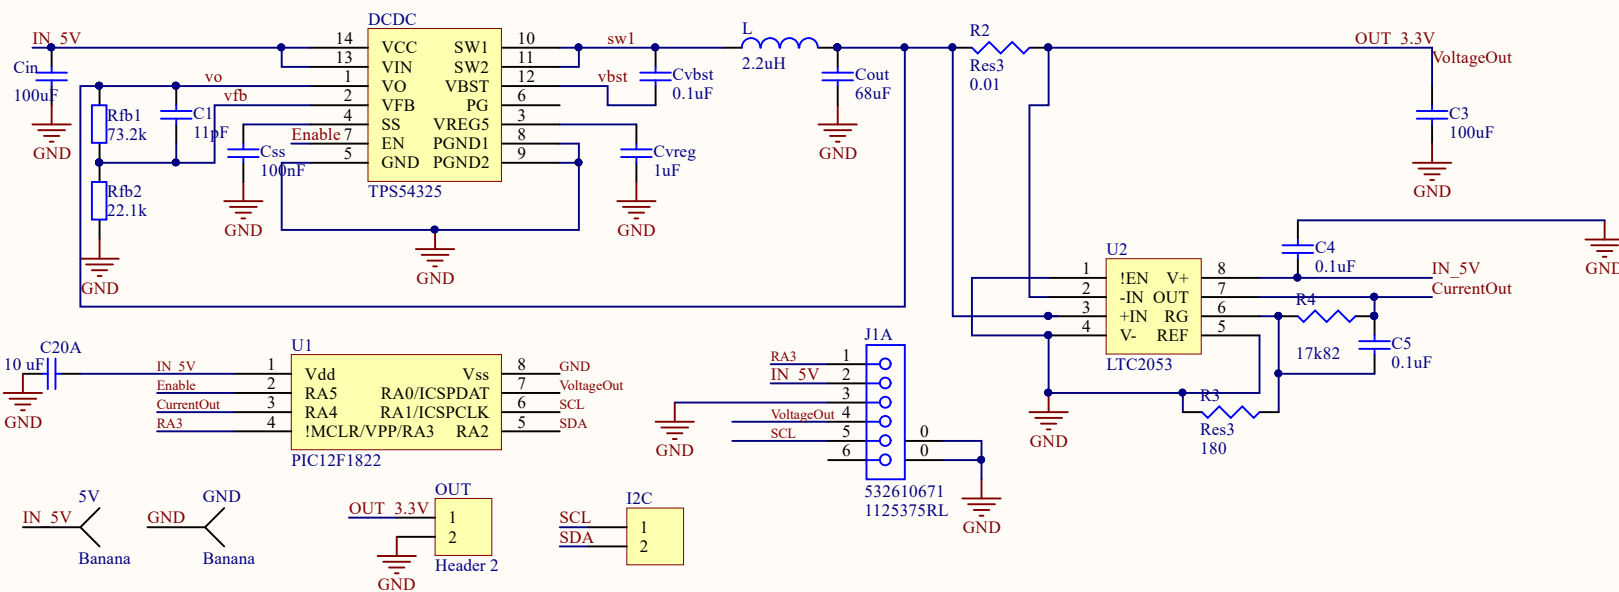 DCDC
IN_5V
14 VCC SW1 10
13 VIN SW2 11
1 VO VBST 12
2 VFB PG 6
4 SS VREG5 3
Enable 7 EN PGND1 8
5 GND PGND2 9
TPS54325
Cin
100uF
GND
vo
vfb
Rfb1
73.2k
C1
11pF
Rfb2
22.1k
GND
Css
100nF
GND
GND
sw1
vbst
Cvbst
0.1uF
Cvreg
1uF
GND
L
2.2uH
Cout
68uF
GND
R2
Res3
0.01
OUT_3.3V
VoltageOut
C3
100uF
GND
U2
1 !EN V+ 8
2 -IN OUT 7
3 +IN RG 6
4 V- REF 5
LTC2053
C4
0.1uF
GND
IN_5V
CurrentOut
R4
17k82
C5
0.1uF
R3
Res3
180
GND
C20A
10 uF
GND
U1
IN_5V 1 Vdd Vss 8 GND
Enable 2 RA5 RA0/ICSPDAT 7 VoltageOut
CurrentOut 3 RA4 RA1/ICSPCLK 6 SCL
RA3 4 !MCLR/VPP/RA3 RA2 5 SDA
PIC12F1822
J1A
RA3 1
IN_5V 2
3
VoltageOut 4
SCL 5 0
6 0
GND
532610671
1125375RL
GND
5V
IN_5V
Banana
GND
GND
Banana
OUT
OUT_3.3V 1
2
GND
Header 2
I2C
SCL 1
SDA 2